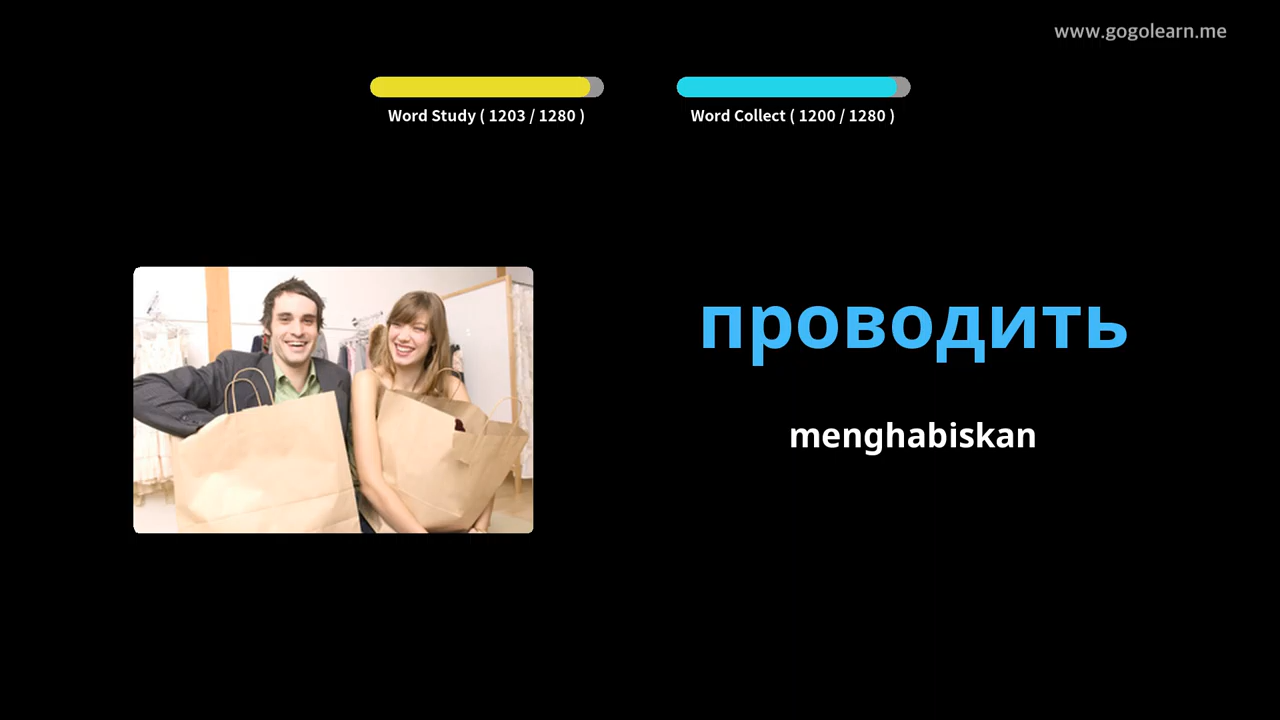 www.gogolearn.me
Word Study ( 1203 / 1280 )
Word Collect ( 1200 / 1280 )
проводить
menghabiskan